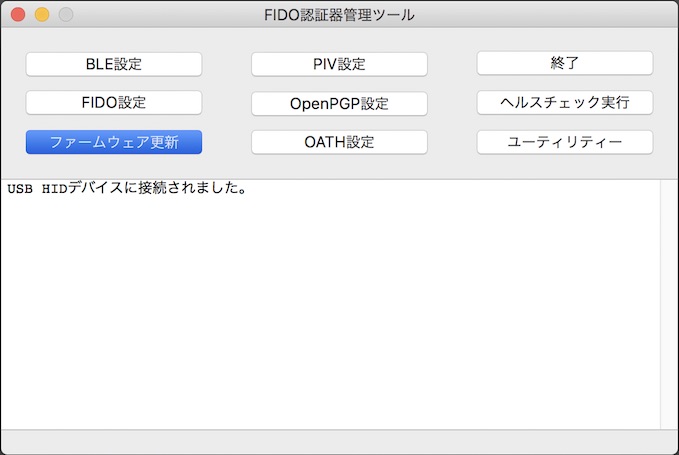 FIDO認証器管理ツール
BLE設定
PIV設定
終了
FIDO設定
OpenPGP設定
ヘルスチェック実行
ファームウェア更新
OATH設定
ユーティリティー
USB HIDデバイスに接続されました。